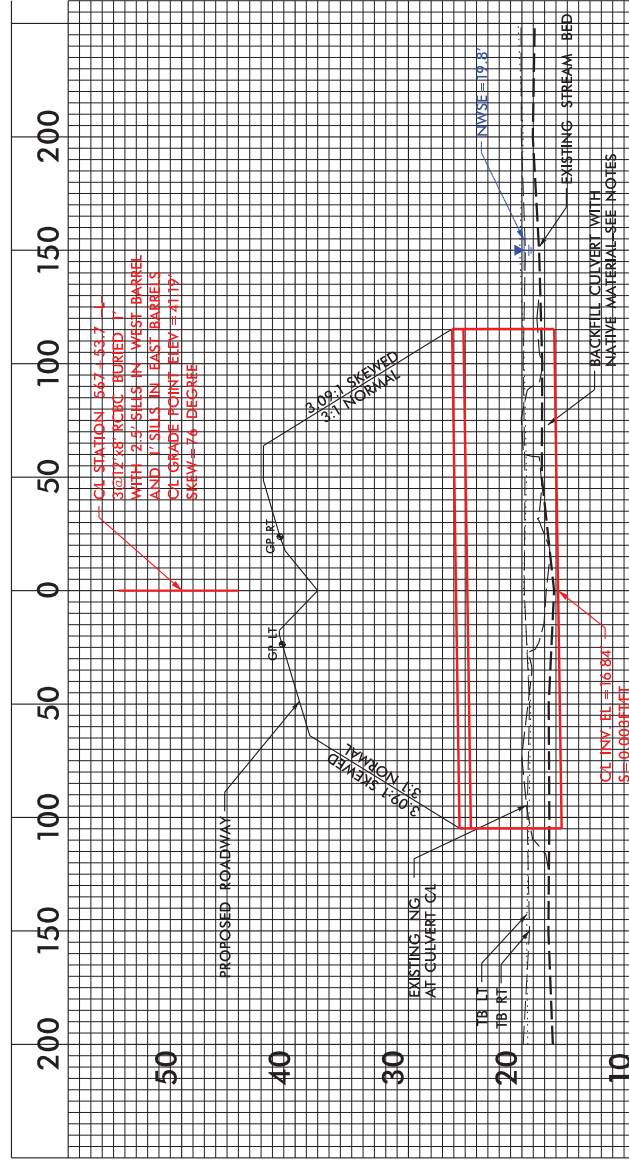 200
150
100
50
0
50
100
150
200
50
40
30
20
10
C/L STATION 567+53.7 L
3@12'x8' RCBC BURIED 1'
WITH 2.5' SILLS IN WEST BARREL
AND 1' SILLS IN EAST BARRELS
C/L GRADE POINT ELEV = 41.19'
SKEW = 76 DEGREE
PROPOSED ROADWAY
GP LT
GP RT
3.09:1 SKEWED
3:1 NORMAL
3.09:1 SKEWED
3:1 NORMAL
NWSE = 19.8'
EXISTING STREAM BED
BACKFILL CULVERT WITH
NATIVE MATERIAL-SEE NOTES
EXISTING NG
AT CULVERT C/L
TB LT
TB RT
C/L INV. EL = 16.84'
S=0.003FT/FT